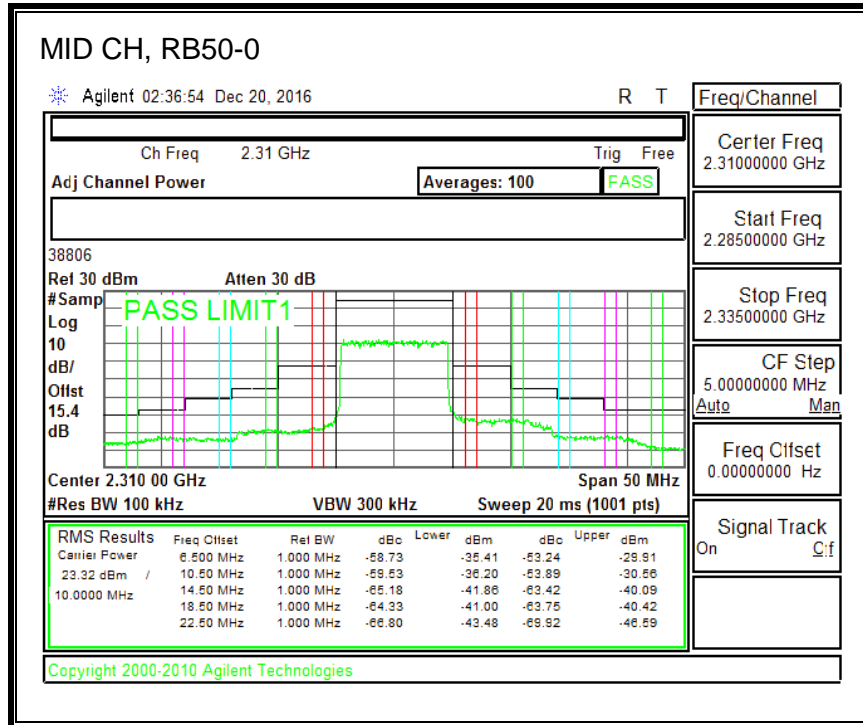 MID CH, RB50-0
Agilent 02:36:54 Dec 20, 2016 R T
Ch Freq 2.31 GHz Trig Free
Adj Channel Power Averages: 100 PASS
38806
Ref 30 dBm Atten 30 dB
#Samp
Log
10
dB/
Offst
15.4
dB
PASS LIMIT1
Center 2.310 00 GHz Span 50 MHz
#Res BW 100 kHz VBW 300 kHz Sweep 20 ms (1001 pts)
RMS Results Freq Offset Ref BW dBc Lower dBm dBc Upper dBm
Carrier Power 6.500 MHz 1.000 MHz -58.73 -35.41 -53.24 -29.91
23.32 dBm / 10.50 MHz 1.000 MHz -59.53 -36.20 -53.89 -30.56
10.0000 MHz 14.50 MHz 1.000 MHz -65.18 -41.86 -63.42 -40.09
18.50 MHz 1.000 MHz -64.33 -41.00 -63.75 -40.42
22.50 MHz 1.000 MHz -66.80 -43.48 -69.92 -46.59
Copyright 2000-2010 Agilent Technologies
Freq/Channel
Center Freq
2.31000000 GHz
Start Freq
2.28500000 GHz
Stop Freq
2.33500000 GHz
CF Step
5.00000000 MHz
Auto Man
Freq Offset
0.00000000 Hz
Signal Track
On Off